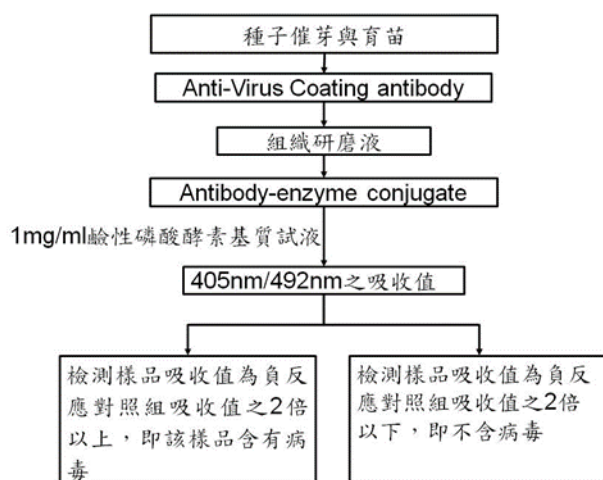 種子催芽與育苗
Anti-Virus Coating antibody
組織研磨液
Antibody-enzyme conjugate
1mg/ml鹼性磷酸酵素基質試液
405nm/492nm之吸收值
檢測樣品吸收值為負反
應對照組吸收值之2倍
以上，即該樣品含有病
毒
檢測樣品吸收值為負反
應對照組吸收值之2倍
以下，即不含病毒